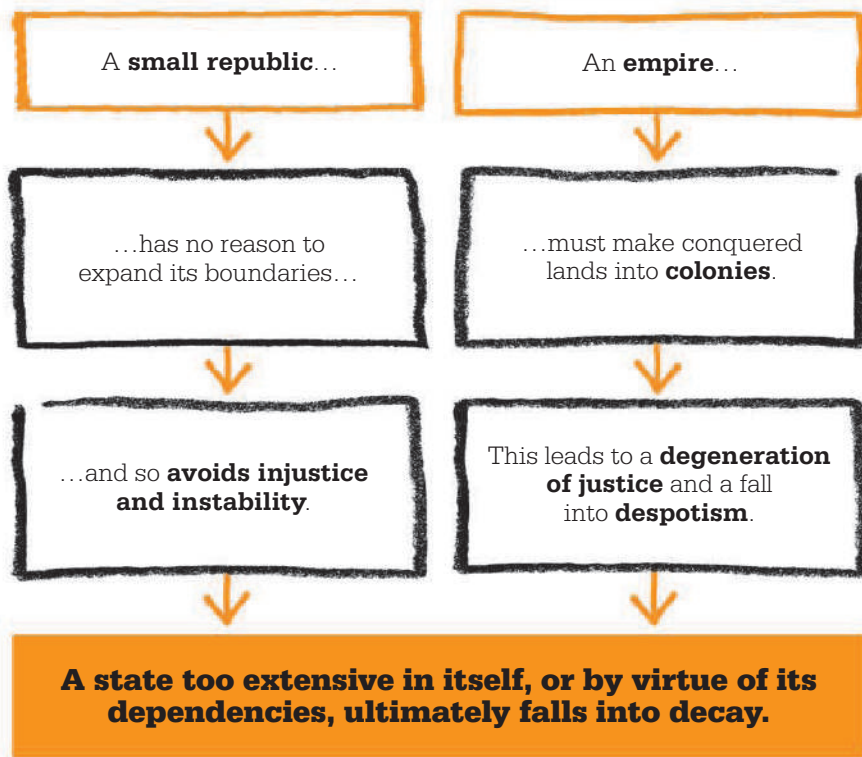 A small republic…
…has no reason to
expand its boundaries…
…and so avoids injustice
and instability.
An empire…
…must make conquered
lands into colonies.
This leads to a degeneration
of justice and a fall
into despotism.
A state too extensive in itself, or by virtue of its
dependencies, ultimately falls into decay.